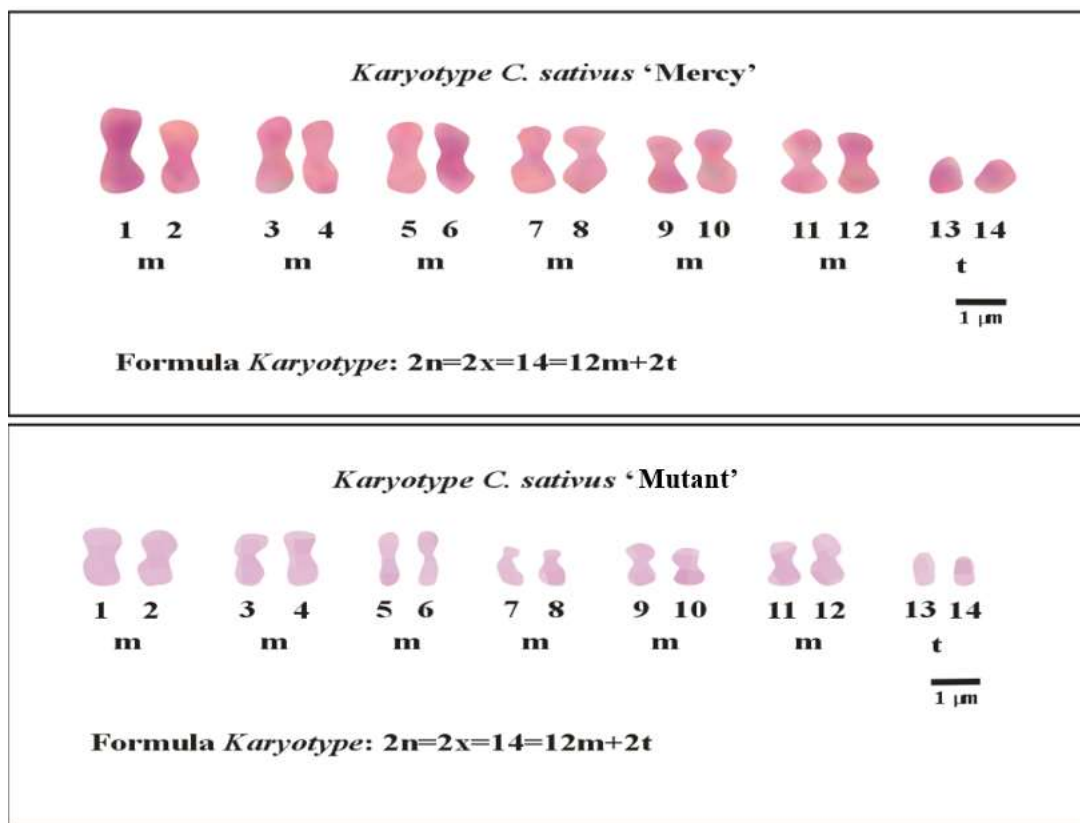 Karyotype C. sativus ‘Mercy’
1 2 3 4 5 6 7 8 9 10 11 12 13 14
m m m m m m t
1 μm
Formula Karyotype: 2n=2x=14=12m+2t
Karyotype C. sativus ‘Mutant’
1 2 3 4 5 6 7 8 9 10 11 12 13 14
m m m m m m t
1 μm
Formula Karyotype: 2n=2x=14=12m+2t